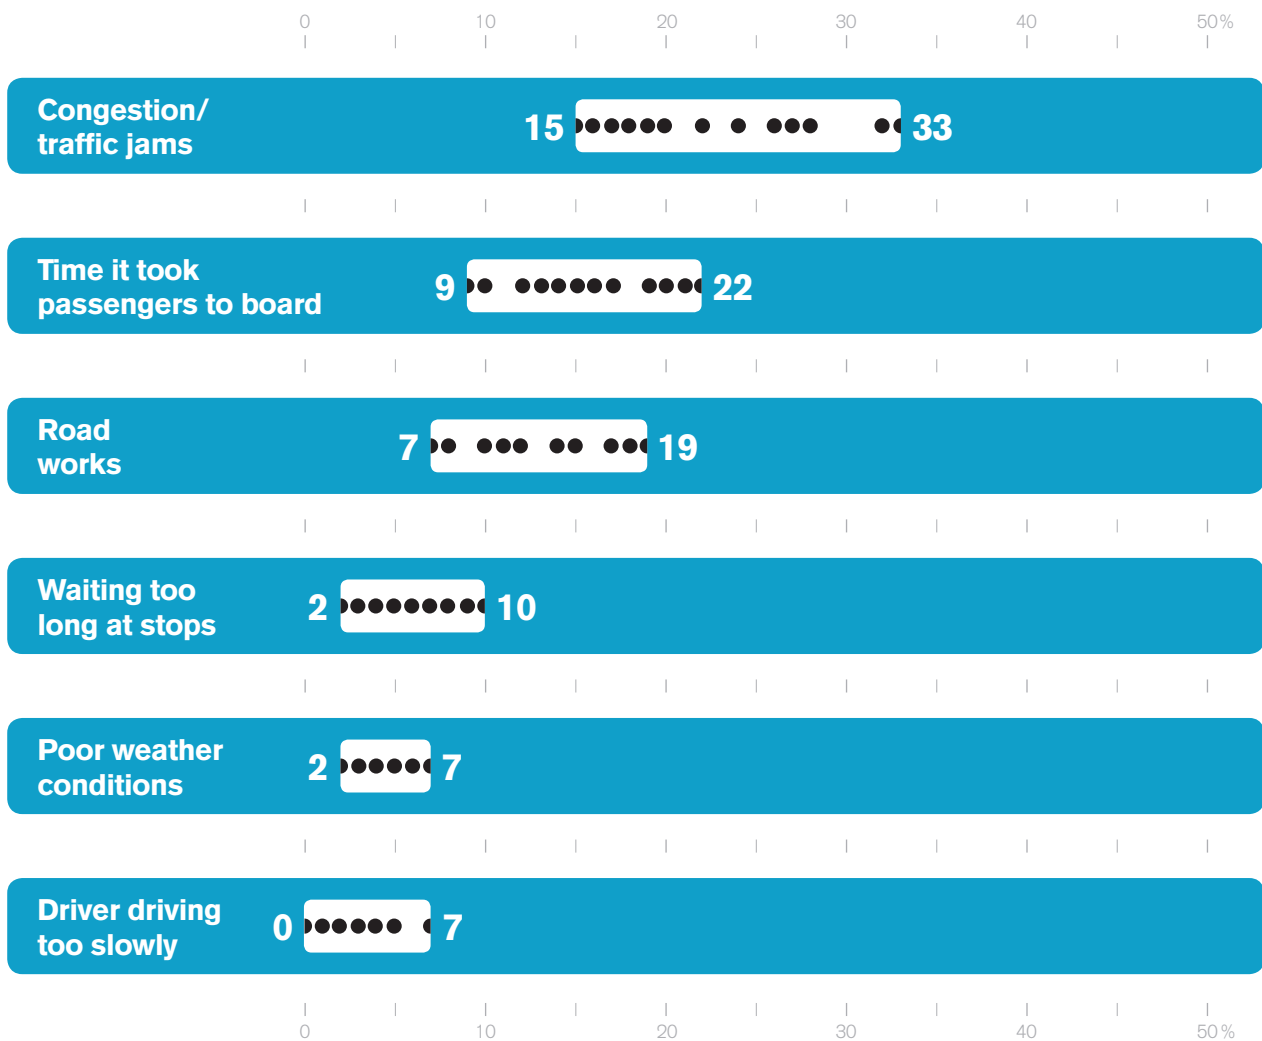 0 10 20 30 40 50%
Congestion/
traffic jams
15 33
Time it took
passengers to board
9 22
Road
works
7 19
Waiting too
long at stops
2 10
Poor weather
conditions
2 7
Driver driving
too slowly
0 7
0 10 20 30 40 50%